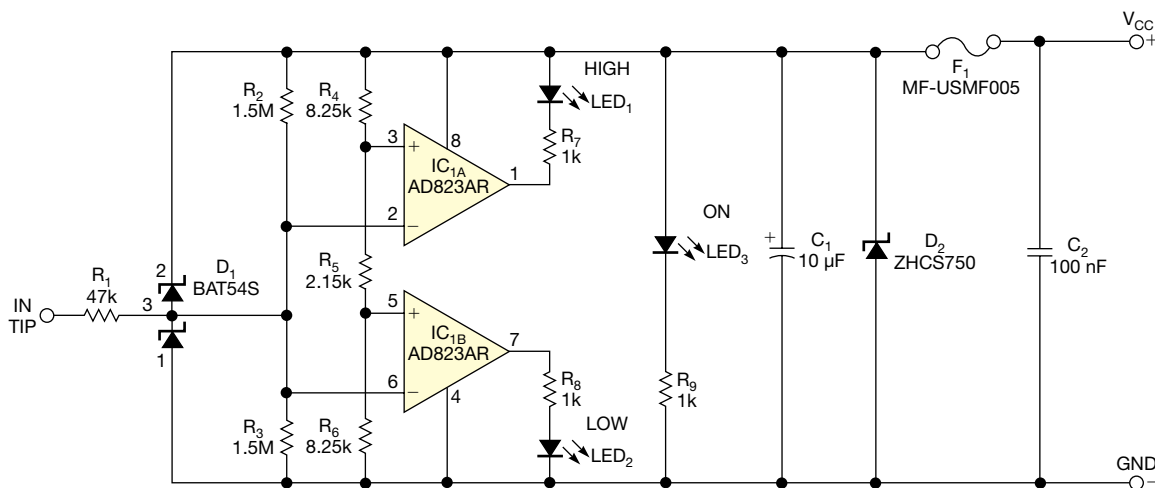 V_CC
+
F₁
MF-USMF005
HIGH
LED₁
R₂
1.5M
R₄
8.25k
3
+
8
IC₁A
AD823AR
1
R₇
1k
2
−
ON
LED₃
C₁
+
10 µF
D₂
ZHCS750
C₂
100 nF
R₅
2.15k
2
D₁
BAT54S
R₁
47k
3
IN
TIP
1
5
+
IC₁B
AD823AR
7
6
−
4
R₈
1k
R₉
1k
LOW
LED₂
R₃
1.5M
R₆
8.25k
GND
−